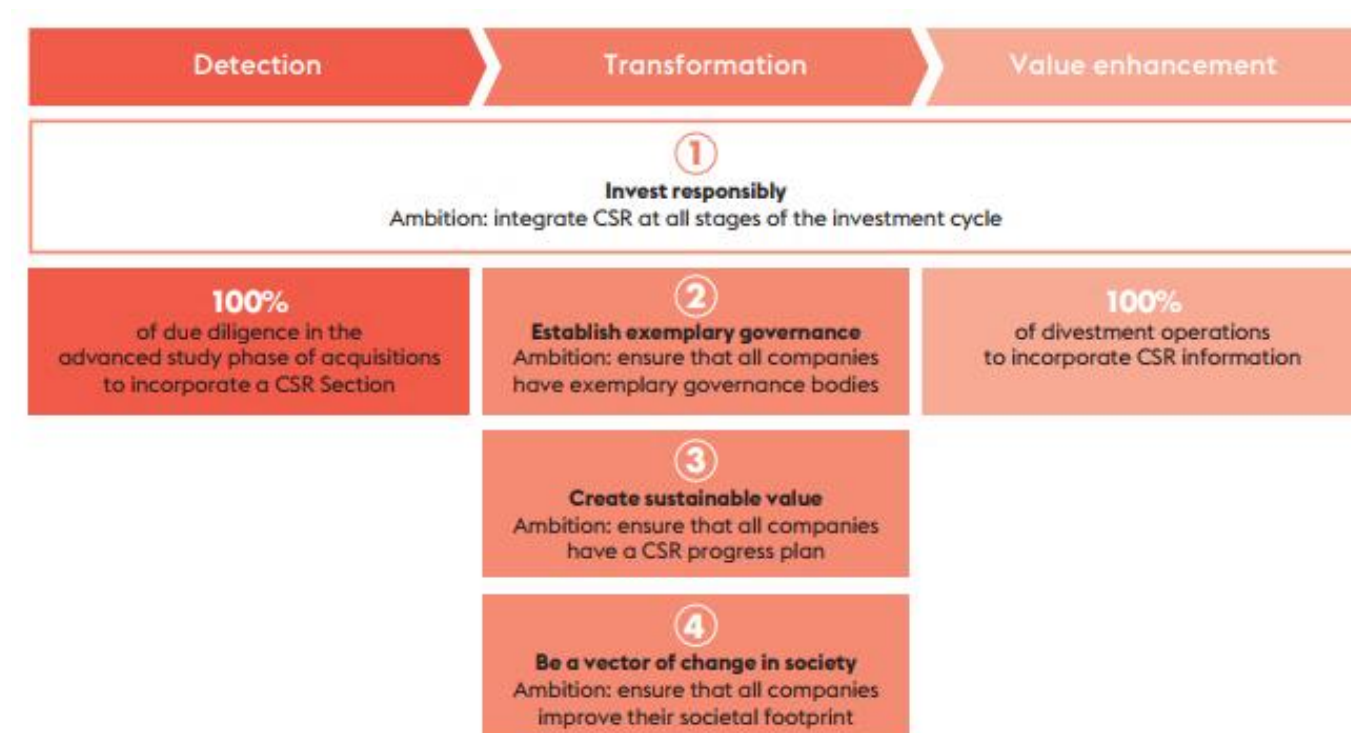 Detection
Transformation
Value enhancement
1
Invest responsibly
Ambition: integrate CSR at all stages of the investment cycle
100%
of due diligence in the
advanced study phase of acquisitions
to incorporate a CSR Section
2
Establish exemplary governance
Ambition: ensure that all companies
have exemplary governance bodies
100%
of divestment operations
to incorporate CSR information
3
Create sustainable value
Ambition: ensure that all companies
have a CSR progress plan
4
Be a vector of change in society
Ambition: ensure that all companies
improve their societal footprint